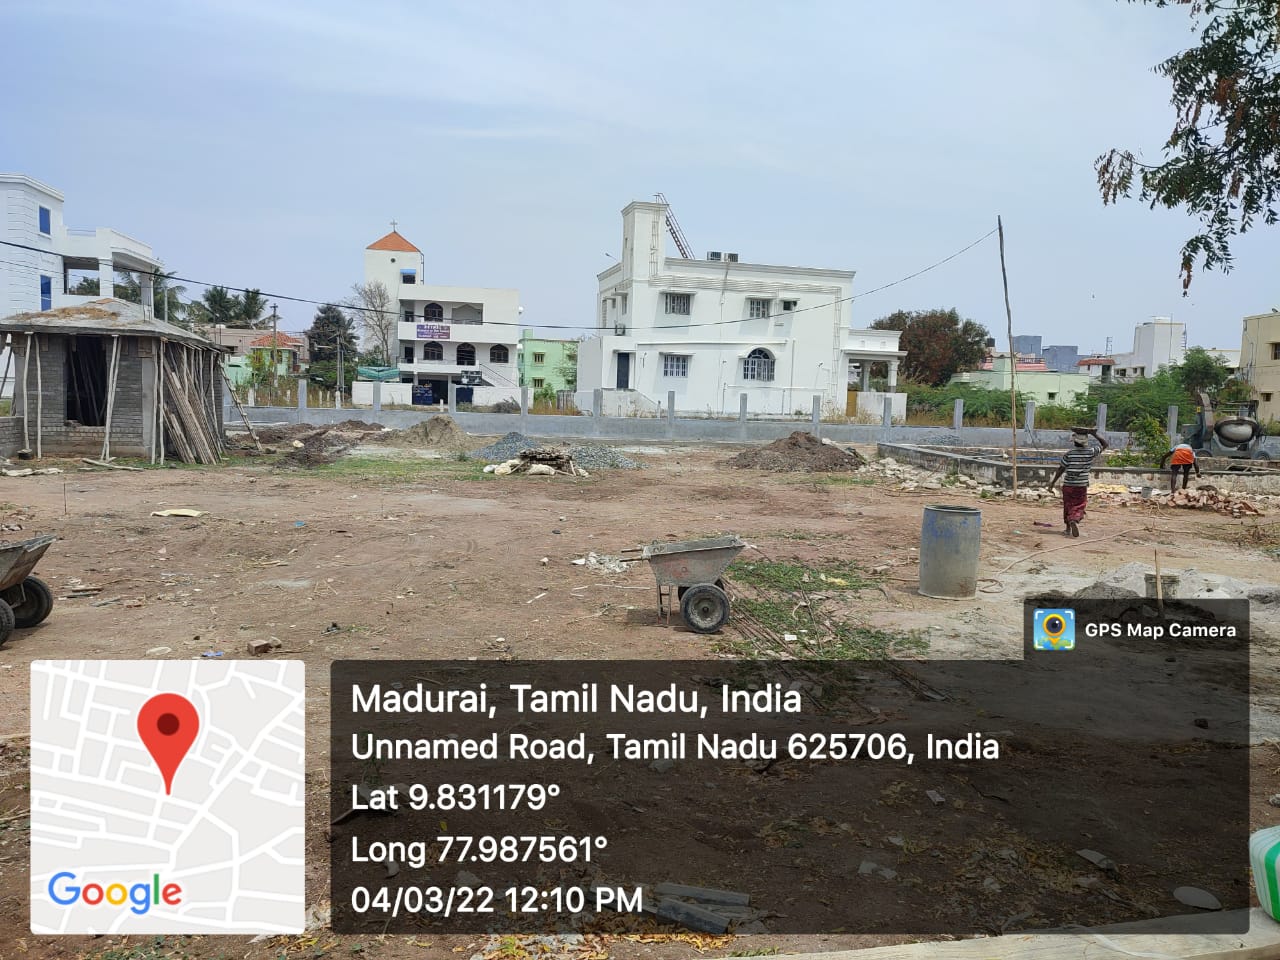 GPS Map Camera
Madurai, Tamil Nadu, India
Unnamed Road, Tamil Nadu 625706, India
Lat 9.831179°
Long 77.987561°
04/03/22 12:10 PM
Google